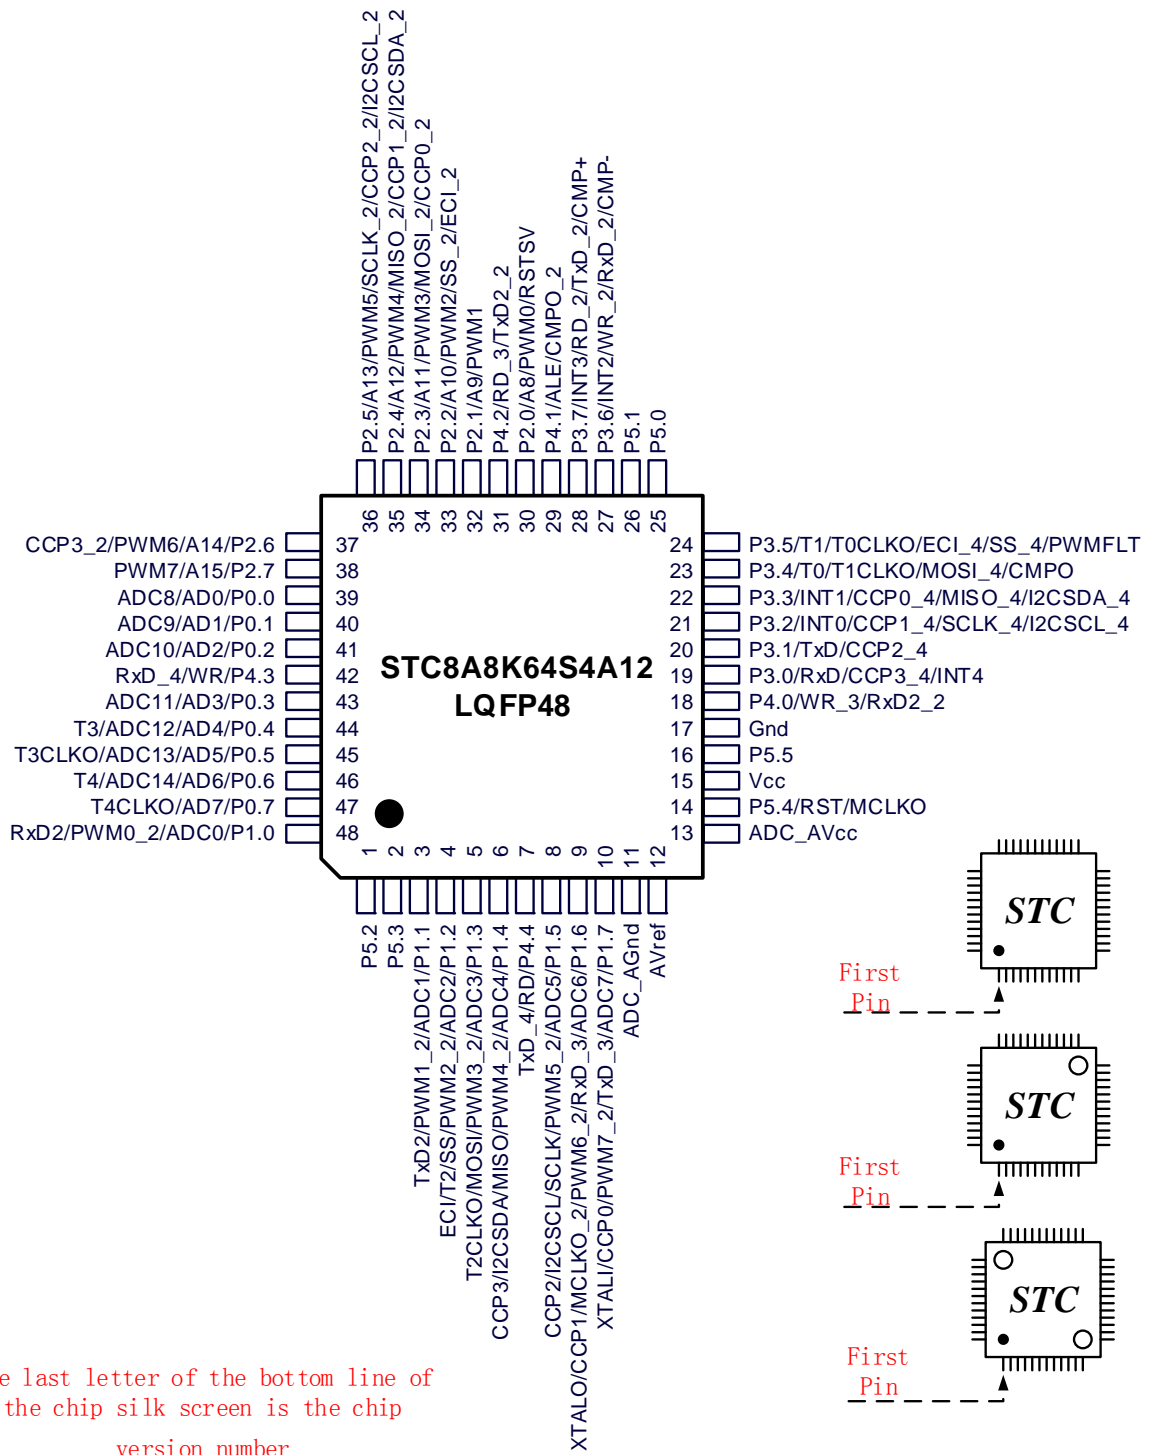 P2.5/A13/PWM5/SCLK_2/CCP2_2/I2CSCL_2
P2.4/A12/PWM4/MISO_2/CCP1_2/I2CSDA_2
P2.3/A11/PWM3/MOSI_2/CCP0_2
P2.2/A10/PWM2/SS_2/ECI_2
P2.1/A9/PWM1
P4.2/RD_3/TxD2_2
P2.0/A8/PWM0/RSTSV
P4.1/ALE/CMPO_2
P3.7/INT3/RD_2/TxD_2/CMP+
P3.6/INT2/WR_2/RxD_2/CMP-
P5.1
P5.0
36 35 34 33 32 31 30 29 28 27 26 25
CCP3_2/PWM6/A14/P2.6 37
PWM7/A15/P2.7 38
ADC8/AD0/P0.0 39
ADC9/AD1/P0.1 40
ADC10/AD2/P0.2 41
RxD_4/WR/P4.3 42
ADC11/AD3/P0.3 43
T3/ADC12/AD4/P0.4 44
T3CLKO/ADC13/AD5/P0.5 45
T4/ADC14/AD6/P0.6 46
T4CLKO/AD7/P0.7 47
RxD2/PWM0_2/ADC0/P1.0 48
STC8A8K64S4A12
LQFP48
24 P3.5/T1/T0CLKO/ECI_4/SS_4/PWMFLT
23 P3.4/T0/T1CLKO/MOSI_4/CMPO
22 P3.3/INT1/CCP0_4/MISO_4/I2CSDA_4
21 P3.2/INT0/CCP1_4/SCLK_4/I2CSCL_4
20 P3.1/TxD/CCP2_4
19 P3.0/RxD/CCP3_4/INT4
18 P4.0/WR_3/RxD2_2
17 Gnd
16 P5.5
15 Vcc
14 P5.4/RST/MCLKO
13 ADC_AVcc
1 2 3 4 5 6 7 8 9 10 11 12
P5.2
P5.3
TxD2/PWM1_2/ADC1/P1.1
ECI/T2/SS/PWM2_2/ADC2/P1.2
T2CLKO/MOSI/PWM3_2/ADC3/P1.3
CCP3/I2CSDA/MISO/PWM4_2/ADC4/P1.4
TxD_4/RD/P4.4
CCP2/I2CSCL/SCLK/PWM5_2/ADC5/P1.5
XTALO/CCP1/MCLKO_2/PWM6_2/RxD_3/ADC6/P1.6
XTALI/CCP0/PWM7_2/TxD_3/ADC7/P1.7
ADC_AGnd
AVref
STC
First
Pin
STC
First
Pin
STC
First
Pin
e last letter of the bottom line of
the chip silk screen is the chip
version number